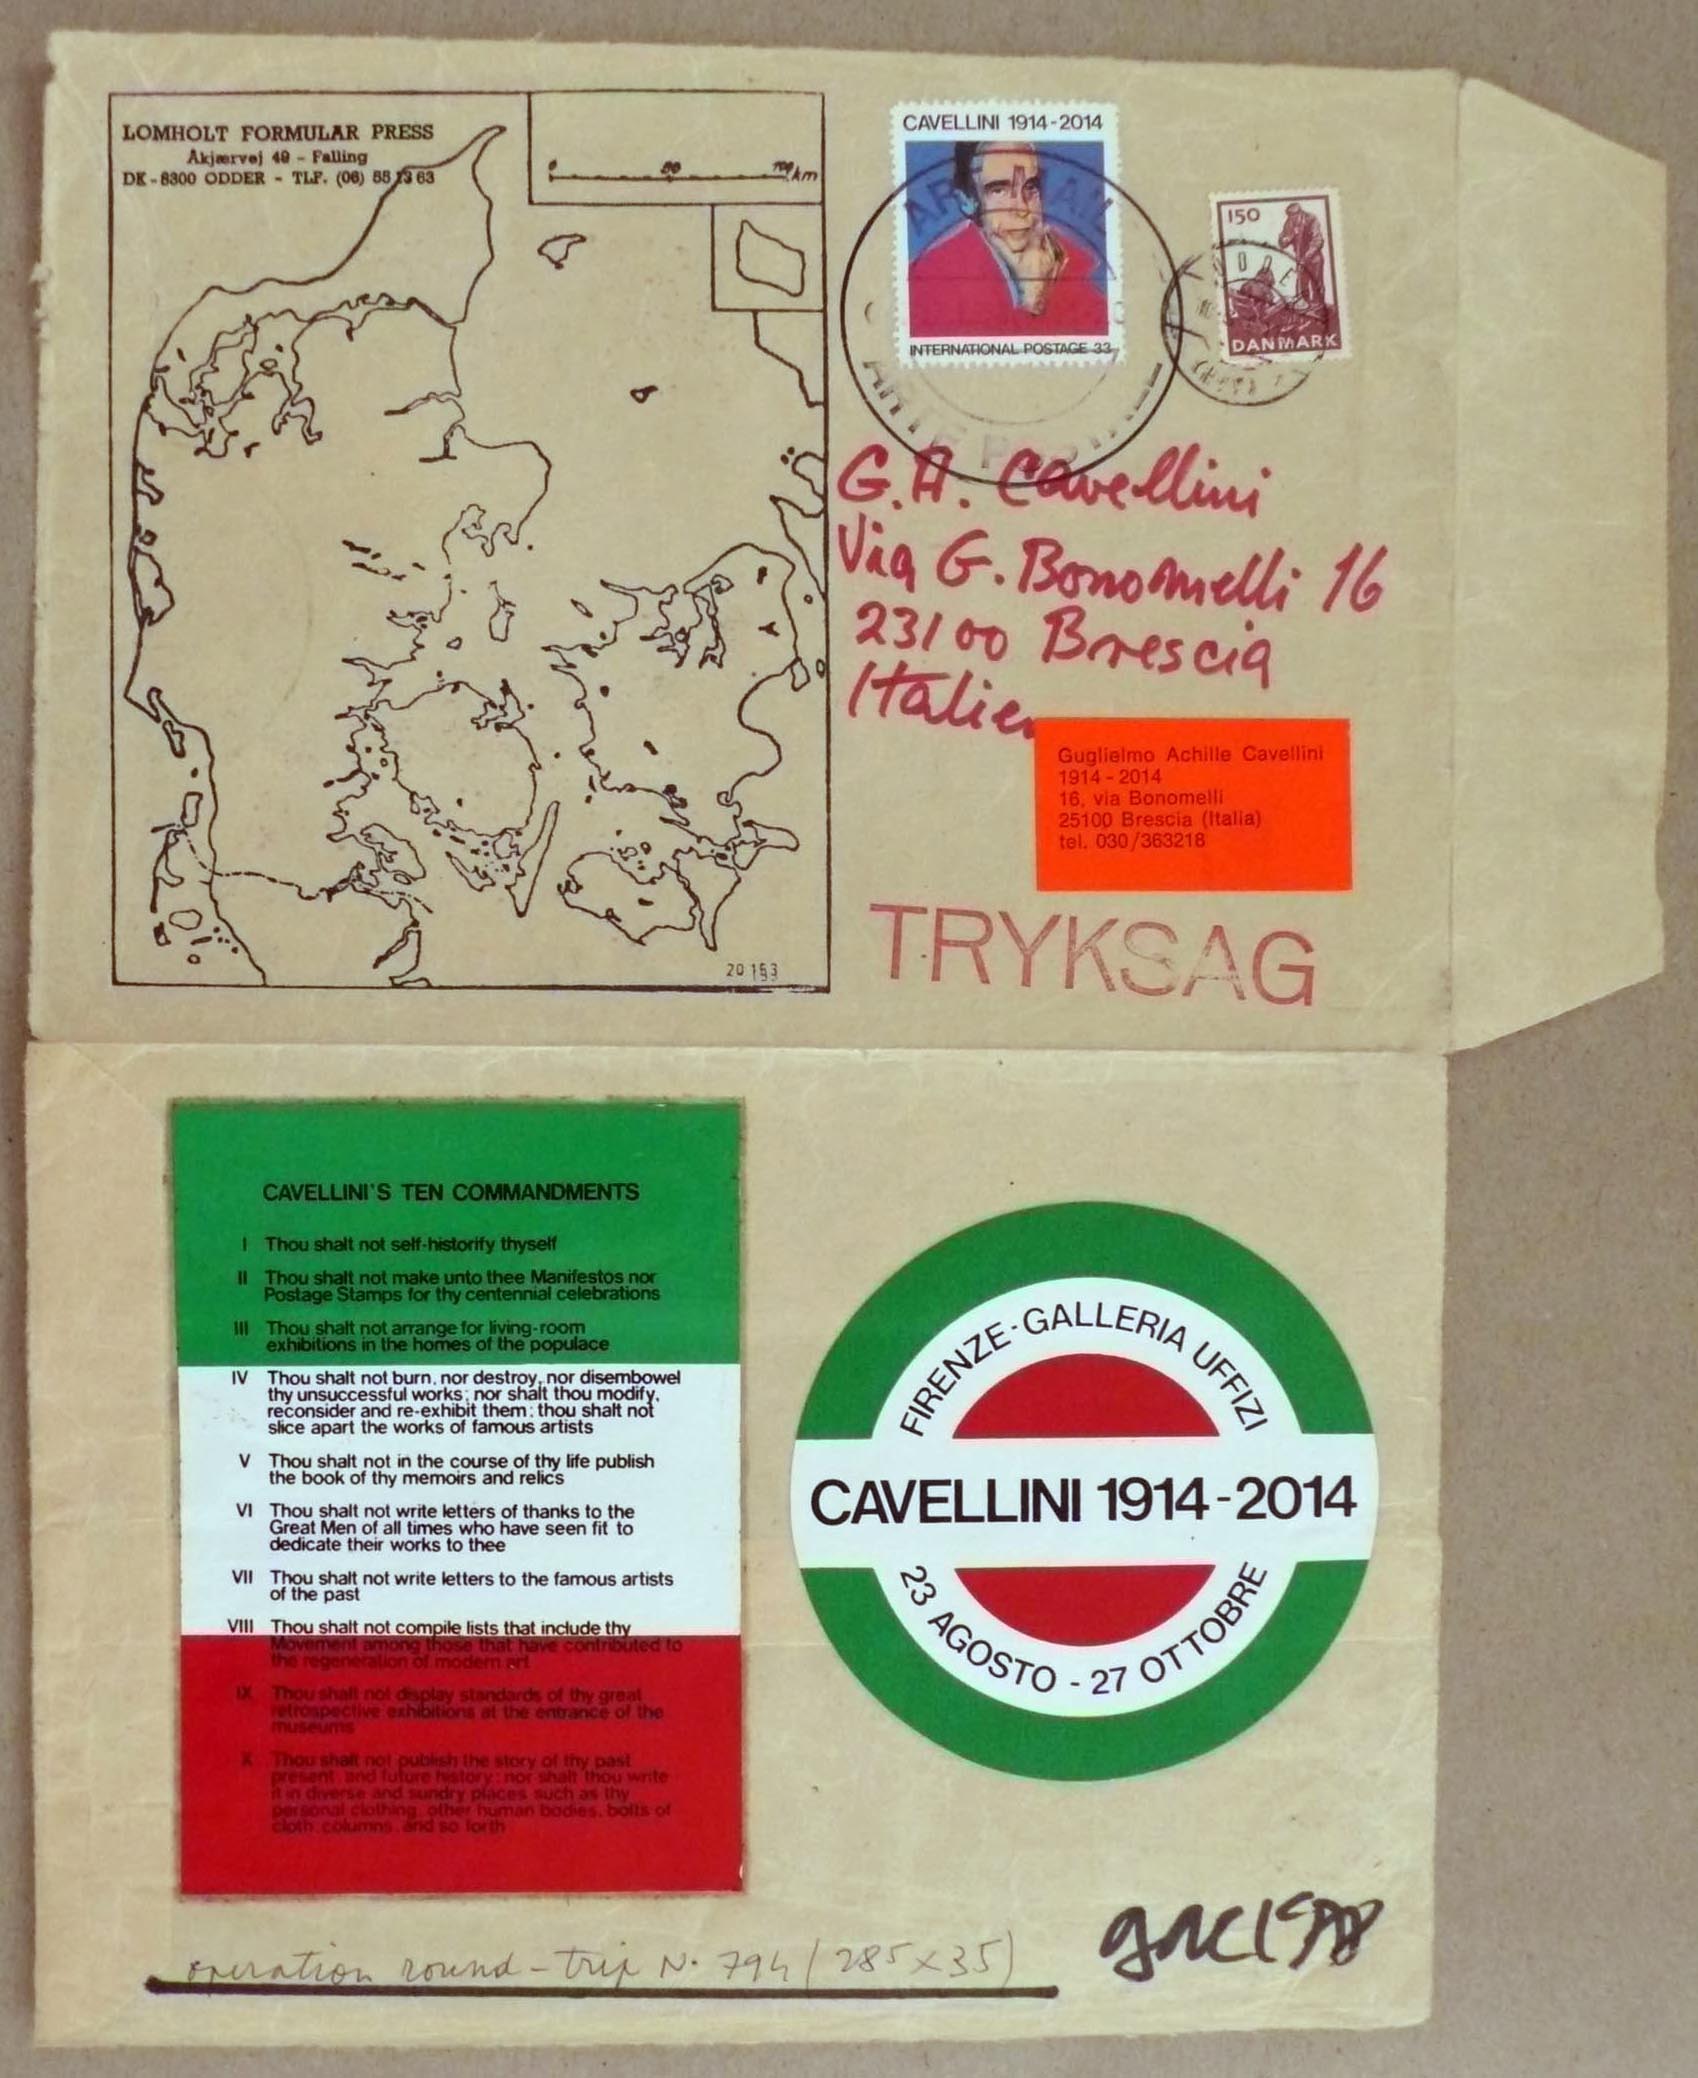 LOMHOLT FORMULAR PRESS
Akjærvej 49 - Falling
DK-8300 ODDER - TLF. (06) 55
0 50 100 km
20 153
CAVELLINI 1914-2014
INTERNATIONAL POSTAGE 33
ARTE POSTALE
150
DANMARK
G.A. Cavellini
Via G. Bonomelli 16
23100 Brescia
Italien
Guglielmo Achille Cavellini
1914 - 2014
16, via Bonomelli
25100 Brescia (Italia)
tel. 030/363218
TRYKSAG
CAVELLINI'S TEN COMMANDMENTS
I Thou shalt not self-historify thyself
II Thou shalt not make unto thee Manifestos nor
Postage Stamps for thy centennial celebrations
III Thou shalt not arrange for living-room
exhibitions in the homes of the populace
IV Thou shalt not burn, nor destroy, nor disembowel
thy unsuccessful works; nor shalt thou modify,
reconsider and re-exhibit them; thou shalt not
slice apart the works of famous artists
V Thou shalt not in the course of thy life publish
the book of thy memoirs and relics
VI Thou shalt not write letters of thanks to the
Great Men of all times who have seen fit to
dedicate their works to thee
VII Thou shalt not write letters to the famous artists
of the past
VIII Thou shalt not compile lists that include thy
Movement among those that have contributed to
the regeneration of modern art
IX Thou shalt not display standards of thy great
retrospective exhibitions at the entrance of the
museums
X Thou shalt not publish the story of thy past
present, and future history; nor shalt thou write
it in diverse and sundry places such as thy
personal clothing, other human bodies, bolts of
cloth, columns, and so forth
FIRENZE-GALLERIA UFFIZI
CAVELLINI 1914-2014
23 AGOSTO - 27 OTTOBRE
operation round-trip N. 794 (285x35)
gac 1978